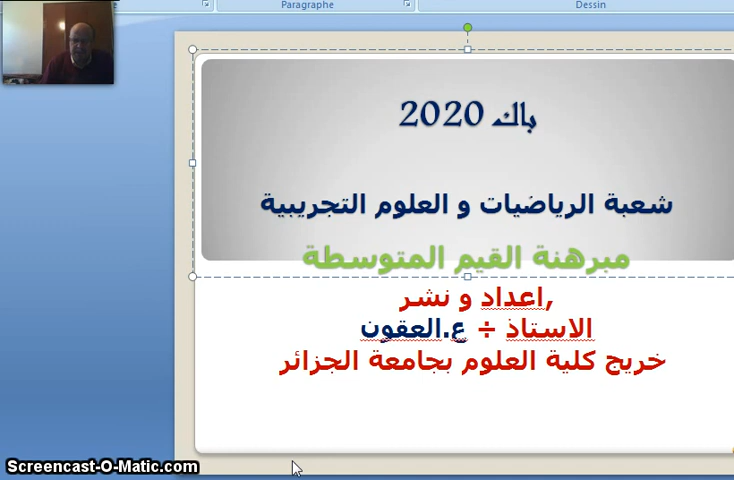 Paragraphe
Dessin
باك 2020
شعبة الرياضيات و العلوم التجريبية
مبرهنة القيم المتوسطة
,اعداد و نشر
الاستاذ ÷ ع.العقون
خريج كلية العلوم بجامعة الجزائر
Screencast-O-Matic.com